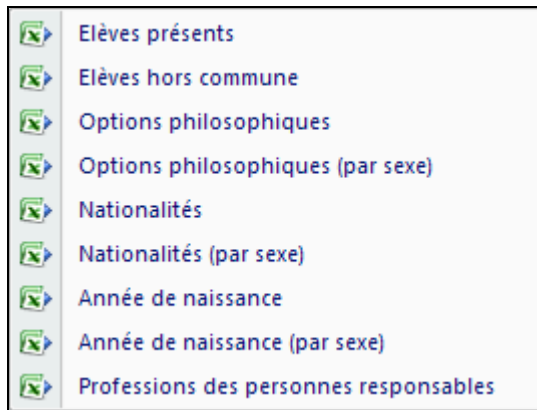 Elèves présents
Elèves hors commune
Options philosophiques
Options philosophiques (par sexe)
Nationalités
Nationalités (par sexe)
Année de naissance
Année de naissance (par sexe)
Professions des personnes responsables